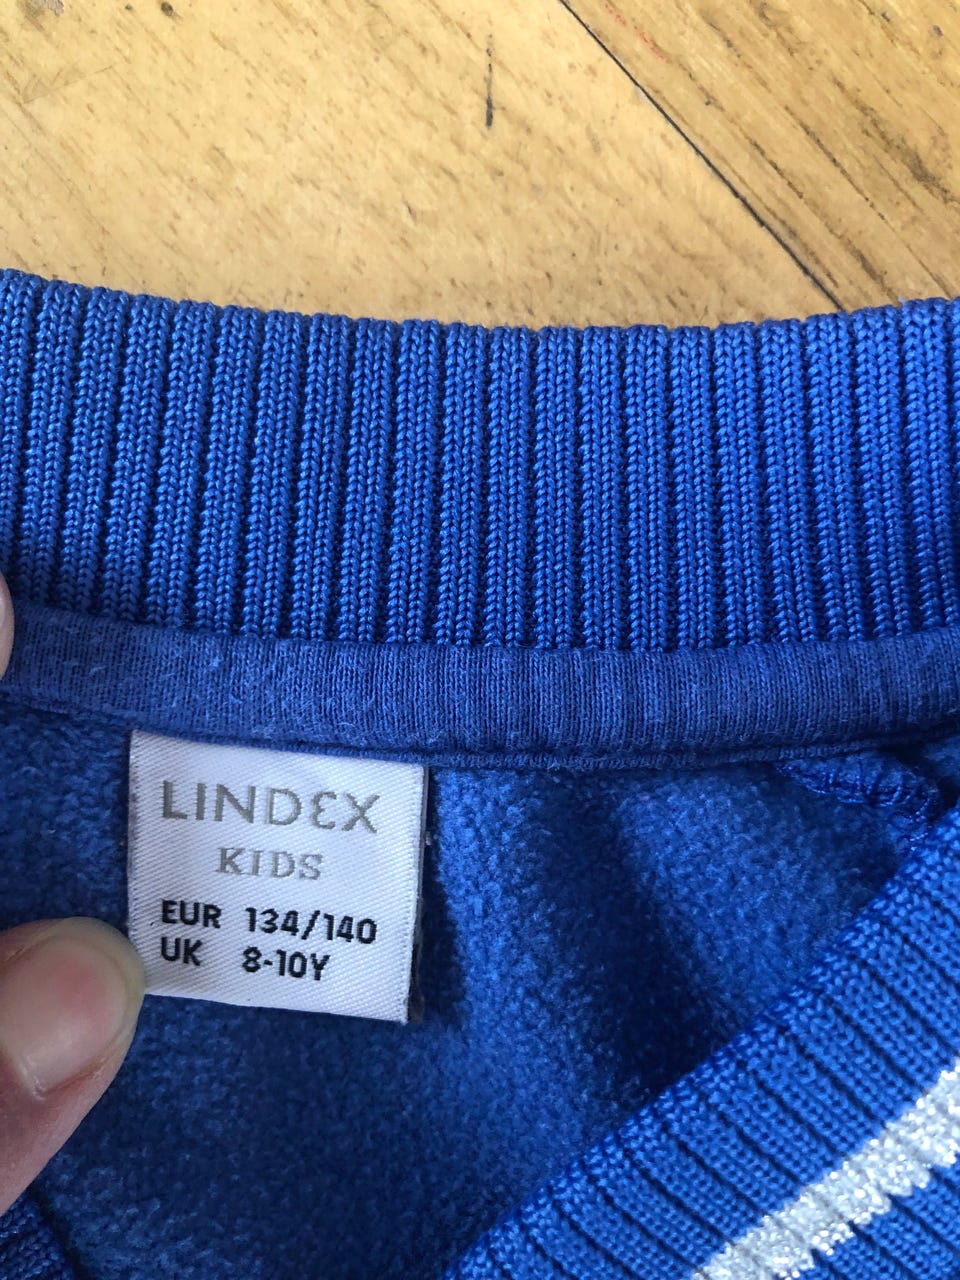 LINDEX
KIDS
EUR 134/140
UK 8-10Y